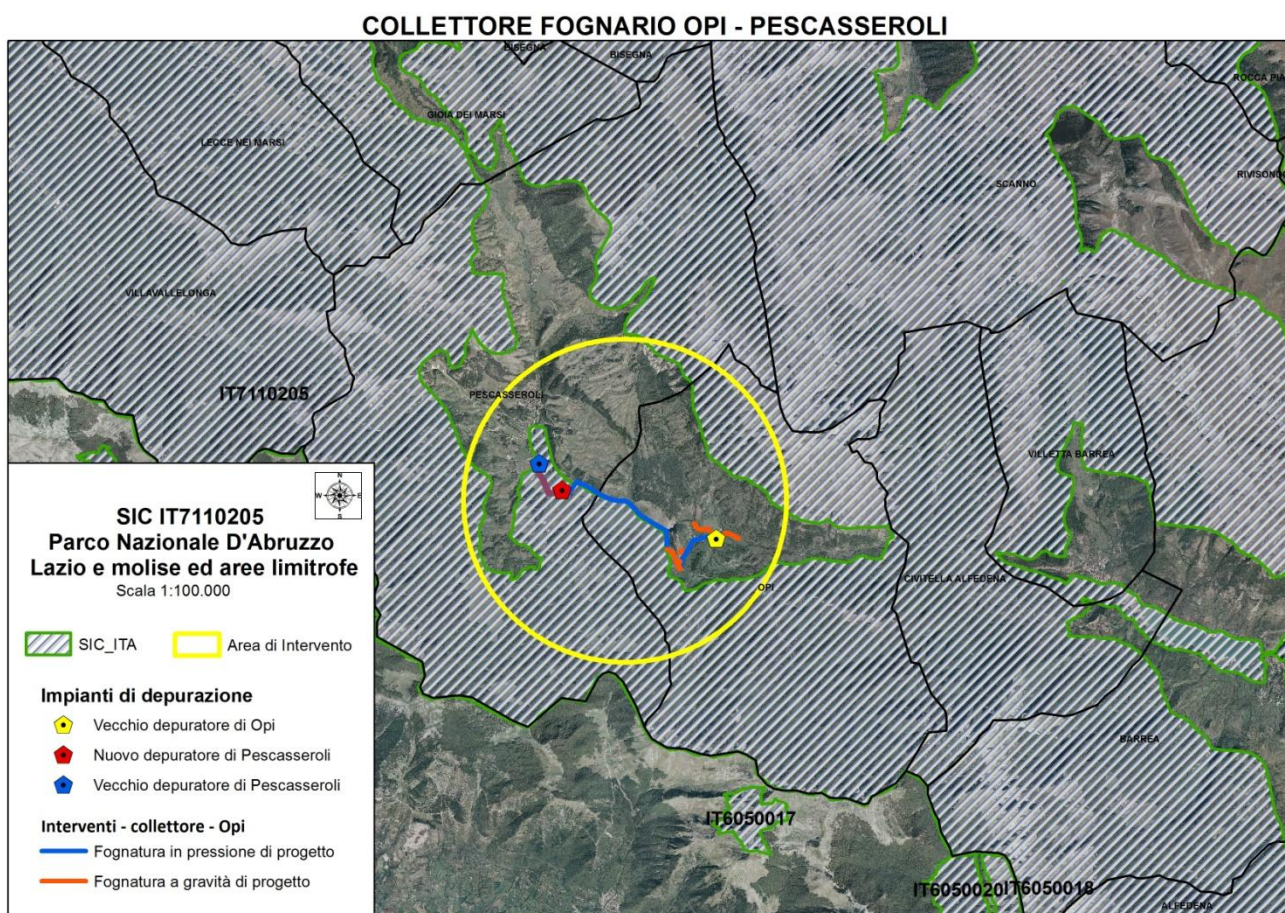 COLLETTORE FOGNARIO OPI - PESCASSEROLI
BISEGNA
BISEGNA
ROCCA PIA
GIOIA DEI MARSI
LECCE NEI MARSI
SCANNO
RIVISONDO
VILLAVALLELONGA
IT7110205
PESCASSEROLI
VILLETTA BARREA
OPI
CIVITELLA ALFEDENA
BARREA
IT6050017
IT6050020
IT6050018
ALFEDENA
N
W
E
S
SIC IT7110205
Parco Nazionale D'Abruzzo
Lazio e molise ed aree limitrofe
Scala 1:100.000
SIC_ITA
Area di Intervento
Impianti di depurazione
Vecchio depuratore di Opi
Nuovo depuratore di Pescasseroli
Vecchio depuratore di Pescasseroli
Interventi - collettore - Opi
Fognatura in pressione di progetto
Fognatura a gravità di progetto